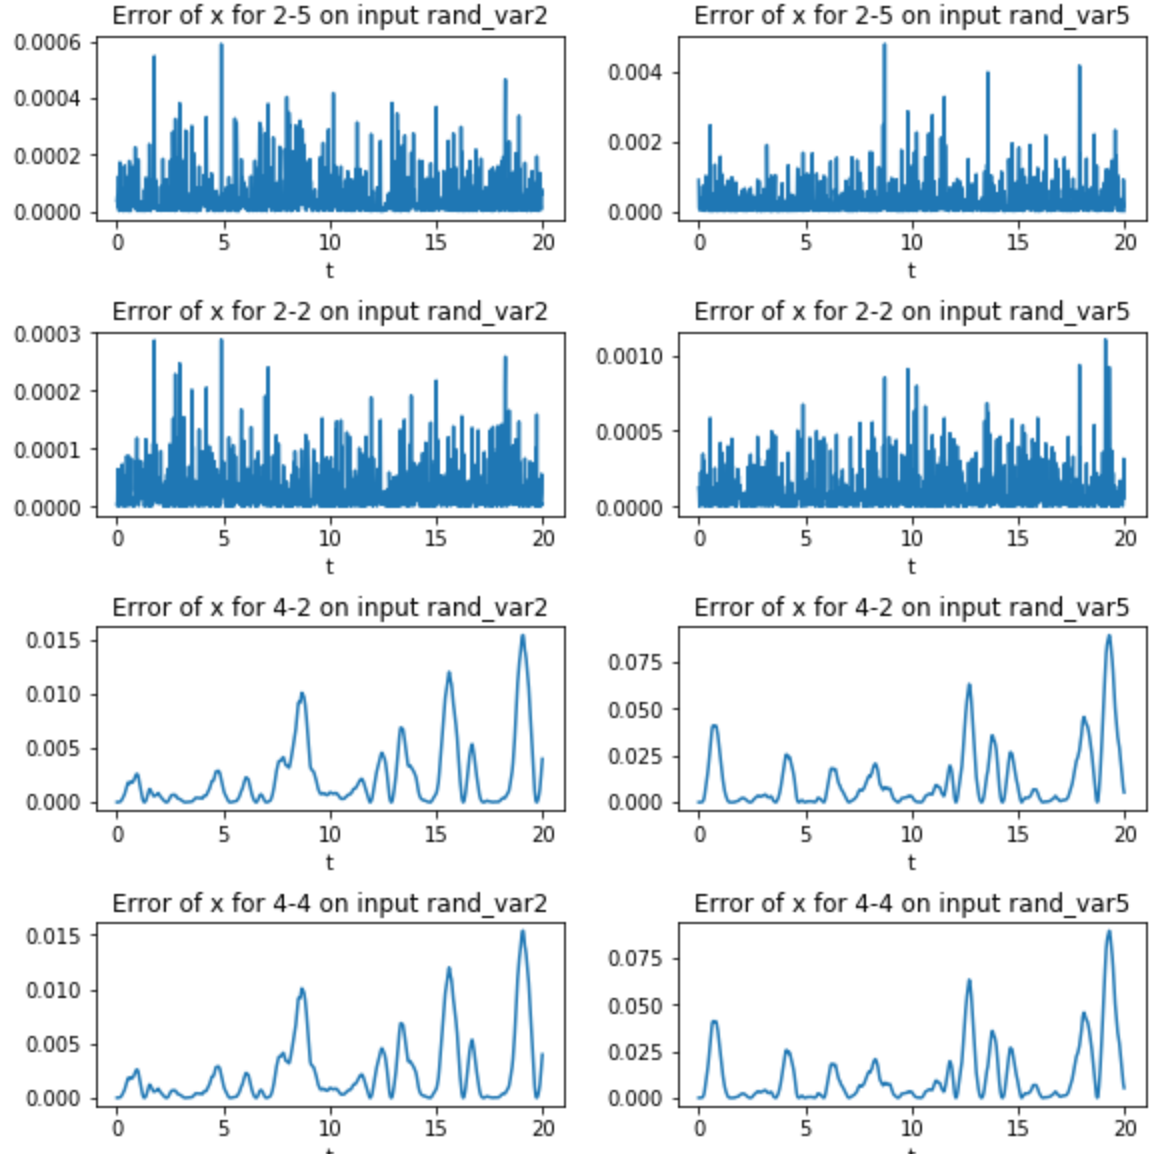 Error of x for 2-5 on input rand_var2
0.0006
0.0004
0.0002
0.0000
0 5 10 15 20
t
Error of x for 2-5 on input rand_var5
0.004
0.002
0.000
0 5 10 15 20
t
Error of x for 2-2 on input rand_var2
0.0003
0.0002
0.0001
0.0000
0 5 10 15 20
t
Error of x for 2-2 on input rand_var5
0.0010
0.0005
0.0000
0 5 10 15 20
t
Error of x for 4-2 on input rand_var2
0.015
0.010
0.005
0.000
0 5 10 15 20
t
Error of x for 4-2 on input rand_var5
0.075
0.050
0.025
0.000
0 5 10 15 20
t
Error of x for 4-4 on input rand_var2
0.015
0.010
0.005
0.000
0 5 10 15 20
t
Error of x for 4-4 on input rand_var5
0.075
0.050
0.025
0.000
0 5 10 15 20
t